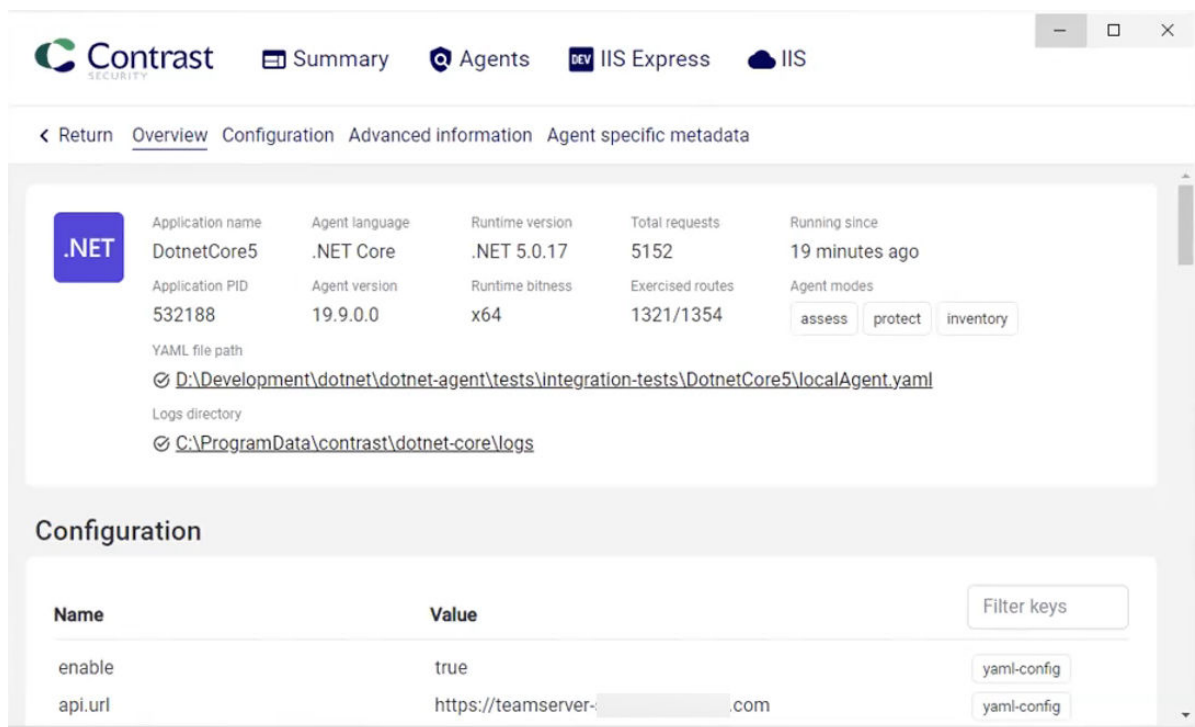 Contrast Summary Agents DEV IIS Express IIS
SECURITY
Return Overview Configuration Advanced information Agent specific metadata
.NET
Application name Agent language Runtime version Total requests Running since
DotnetCore5 .NET Core .NET 5.0.17 5152 19 minutes ago
Application PID Agent version Runtime bitness Exercised routes Agent modes
532188 19.9.0.0 x64 1321/1354 assess protect inventory
YAML file path
D:\Development\dotnet\dotnet-agent\tests\integration-tests\DotnetCore5\localAgent.yaml
Logs directory
C:\ProgramData\contrast\dotnet-core\logs
Configuration
Name Value Filter keys
enable true yaml-config
api.url https://teamserver- .com yaml-config